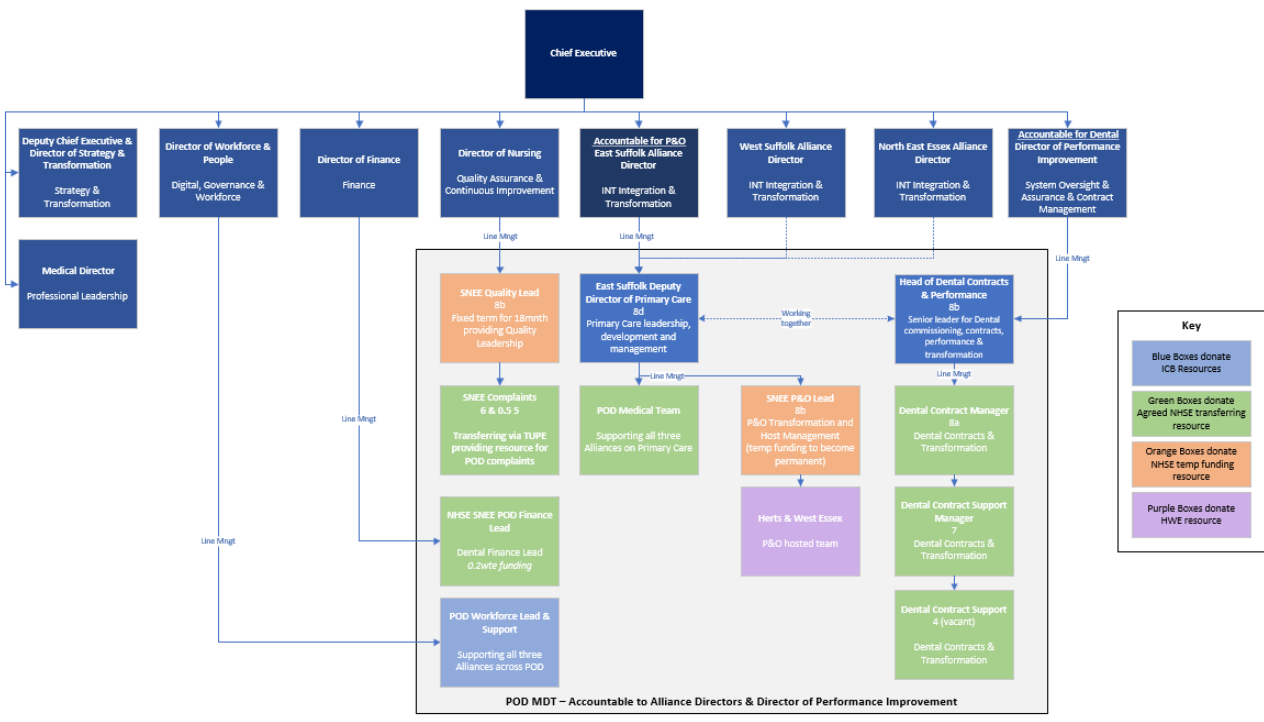 Chief Executive
Deputy Chief Executive &
Director of Strategy &
Transformation
Strategy &
Transformation
Director of Workforce &
People
Digital, Governance &
Workforce
Director of Finance
Finance
Director of Nursing
Quality Assurance &
Continuous Improvement
Accountable for P&O
East Suffolk Alliance
Director
INT Integration &
Transformation
West Suffolk Alliance
Director
INT Integration &
Transformation
North East Essex Alliance
Director
INT Integration &
Transformation
Accountable for Dental
Director of Performance
Improvement
System Oversight &
Assurance & Contract
Management
Medical Director
Professional Leadership
Line Mngt
Line Mngt
Line Mngt
SNEE Quality Lead
8b
Fixed term for 18mnth
providing Quality
Leadership
East Suffolk Deputy
Director of Primary Care
8d
Primary Care leadership,
development and
management
Working
together
Head of Dental Contracts
& Performance
8b
Senior leader for Dental
commissioning, contracts,
performance &
transformation
Line Mngt
Line Mngt
SNEE Complaints
6 & 0.5 5
Transferring via TUPE
providing resource for
POD complaints
POD Medical Team
Supporting all three
Alliances on Primary Care
SNEE P&O Lead
8b
P&O Transformation and
Host Management
(temp funding to become
permanent)
Dental Contract Manager
8a
Dental Contracts &
Transformation
Line Mngt
NHSE SNEE POD Finance
Lead
Dental Finance Lead
0.2wte funding
Herts & West Essex
P&O hosted team
Dental Contract Support
Manager
7
Dental Contracts &
Transformation
Line Mngt
POD Workforce Lead &
Support
Supporting all three
Alliances across POD
Dental Contract Support
4 (vacant)
Dental Contracts &
Transformation
POD MDT – Accountable to Alliance Directors & Director of Performance Improvement
Key
Blue Boxes donate
ICB Resources
Green Boxes donate
Agreed NHSE transferring
resource
Orange Boxes donate
NHSE temp funding
resource
Purple Boxes donate
HWE resource